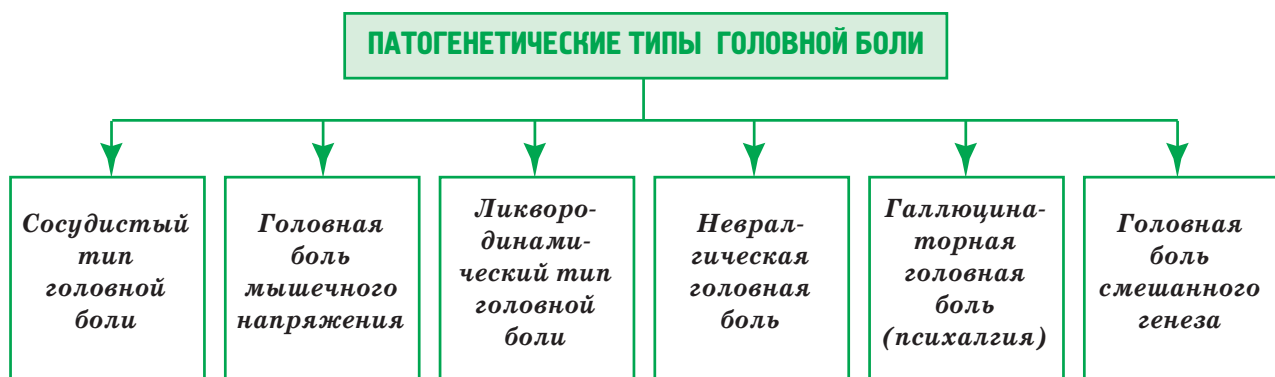 ПАТОГЕНЕТИЧЕСКИЕ ТИПЫ ГОЛОВНОЙ БОЛИ
Сосудистый
тип
головной
боли
Головная
боль
мышечного
напряжения
Ликворо-
динами-
ческий тип
головной
боли
Неврал-
гическая
головная
боль
Галлюцина-
торная
головная
боль
(психалгия)
Головная
боль
смешанного
генеза